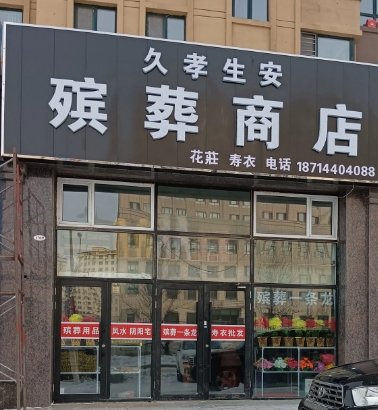 久孝生安
殡葬商店
花莊 寿衣 电话 18714404088
殡葬一条龙
殡葬用品
风水 阴阳宅
殡葬一条龙
寿衣批发